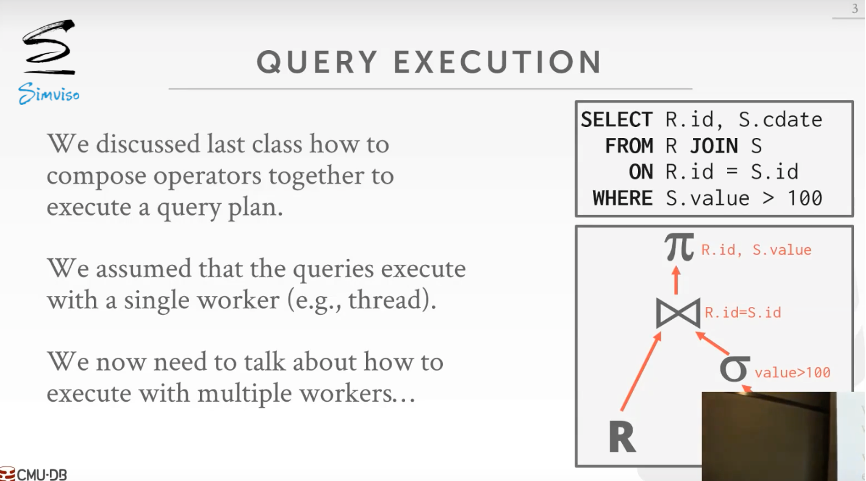 3
Simviso
QUERY EXECUTION
We discussed last class how to
compose operators together to
execute a query plan.
We assumed that the queries execute
with a single worker (e.g., thread).
We now need to talk about how to
execute with multiple workers…
SELECT R.id, S.cdate
FROM R JOIN S
ON R.id = S.id
WHERE S.value > 100
π R.id, S.value
⋈ R.id=S.id
σ value>100
R
CMU·DB